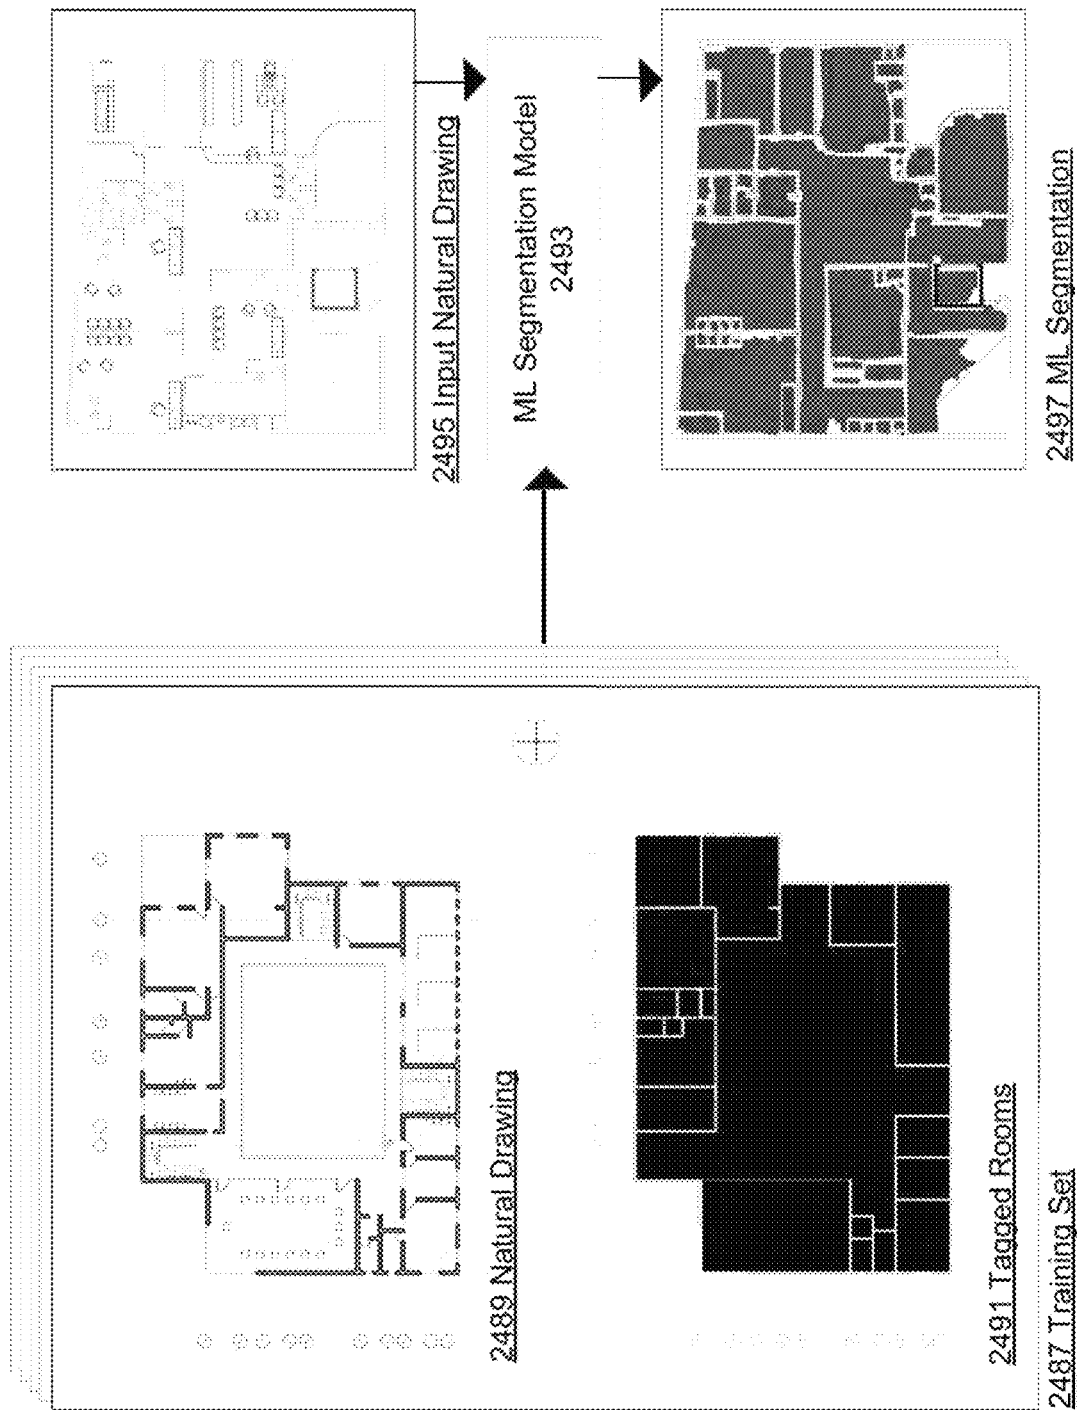 2489 Natural Drawing
2491 Tagged Rooms
2487 Training Set
2495 Input Natural Drawing
ML Segmentation Model
2493
2497 ML Segmentation